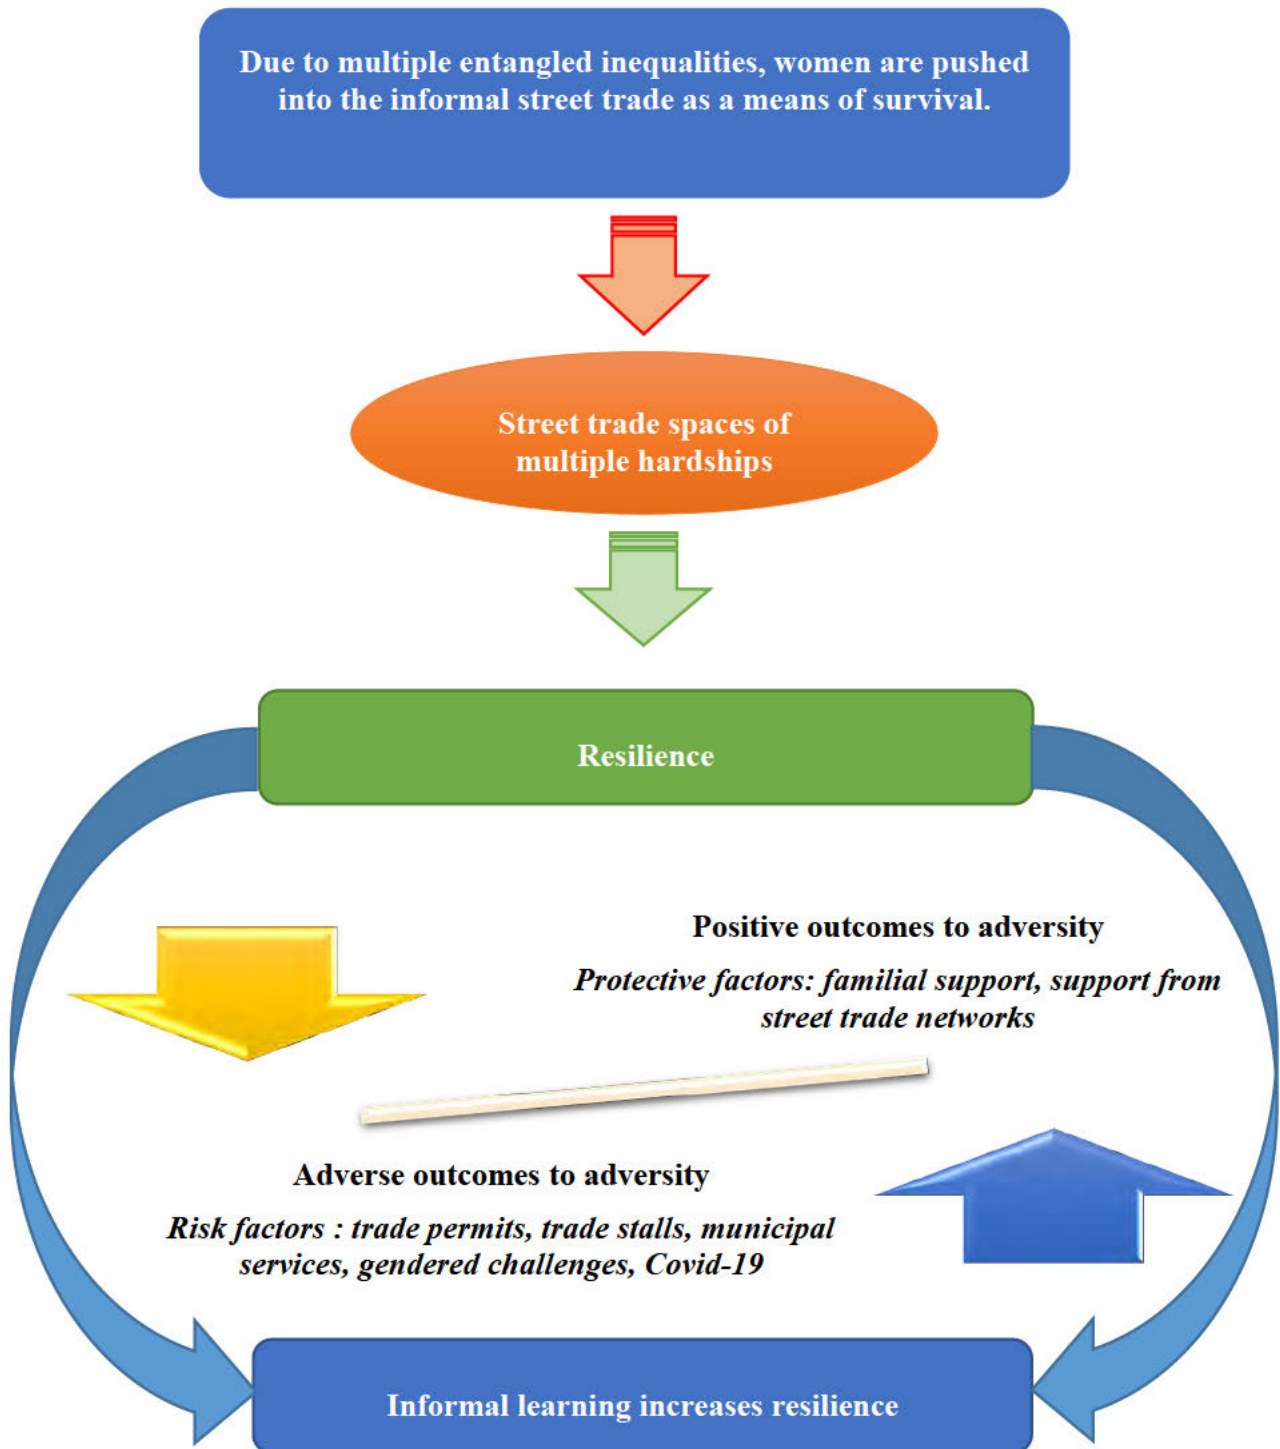 Due to multiple entangled inequalities, women are pushed
into the informal street trade as a means of survival.
Street trade spaces of
multiple hardships
Resilience
Positive outcomes to adversity
Protective factors: familial support, support from
street trade networks
Adverse outcomes to adversity
Risk factors : trade permits, trade stalls, municipal
services, gendered challenges, Covid-19
Informal learning increases resilience